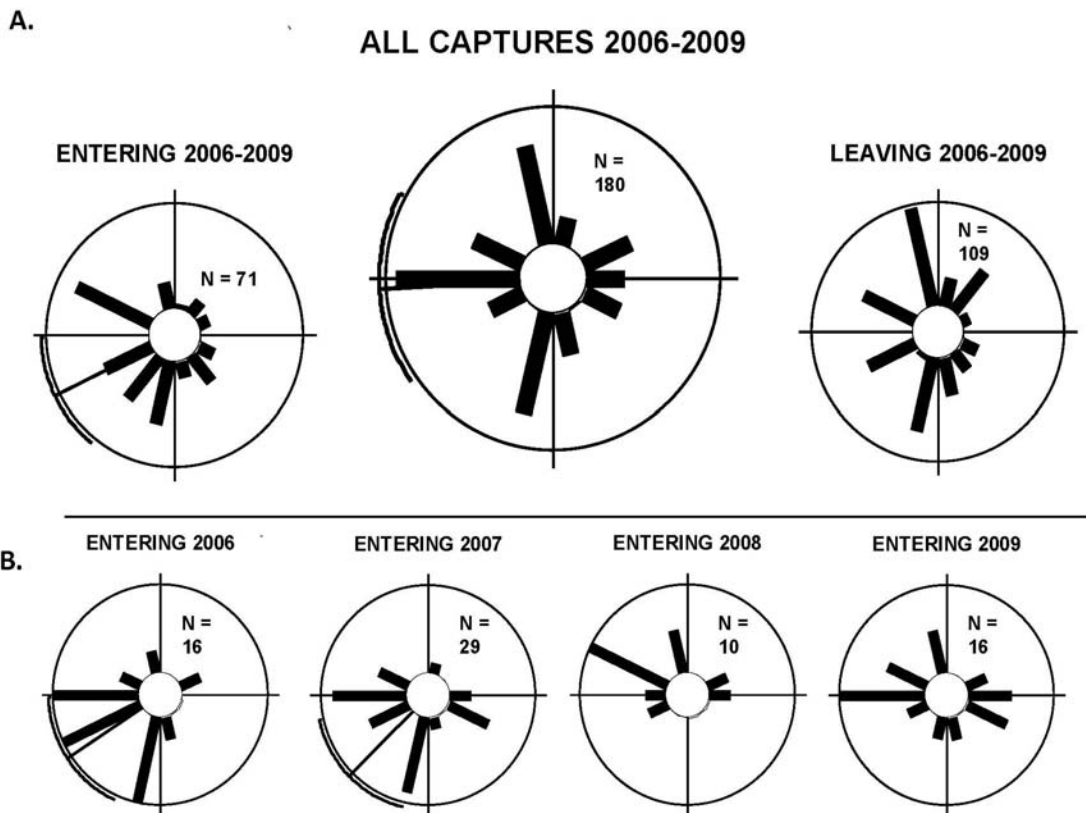 A.
ALL CAPTURES 2006-2009
ENTERING 2006-2009
N = 71
N =
180
LEAVING 2006-2009
N =
109
B.
ENTERING 2006
N =
16
ENTERING 2007
N =
29
ENTERING 2008
N =
10
ENTERING 2009
N =
16